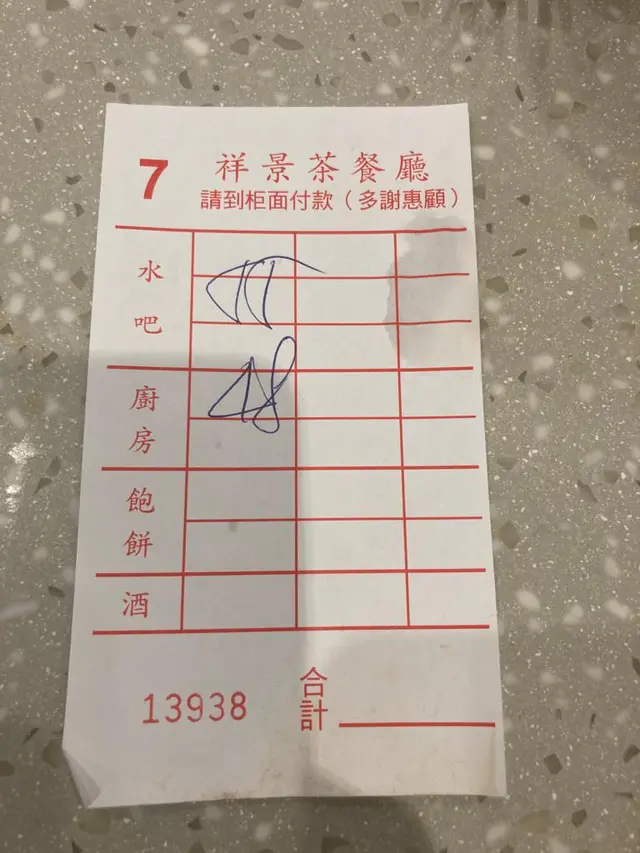 7 祥景茶餐廳
請到柜面付款（多謝惠顧）
水吧
廚房
48
飽餅
酒
13938 合計